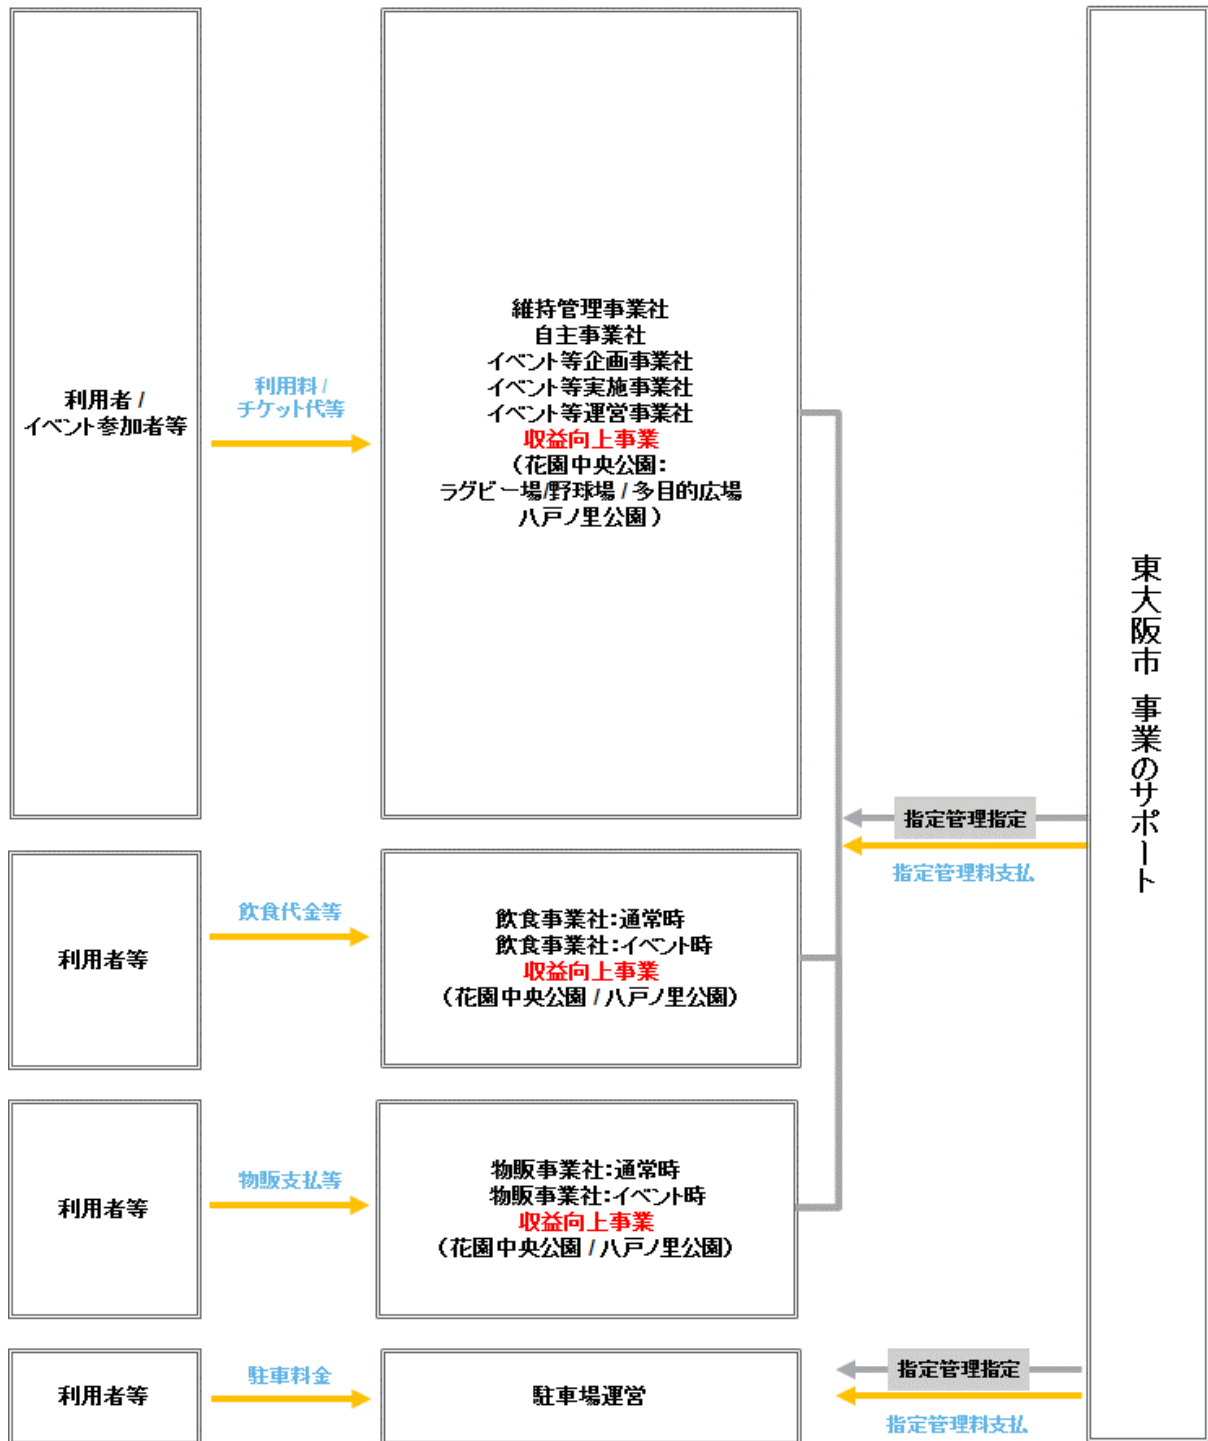 利用者 /
イベント参加者等
利用料 /
チケット代等
維持管理事業社
自主事業社
イベント等企画事業社
イベント等実施事業社
イベント等運営事業社
収益向上事業
（花園中央公園：
ラグビー場/野球場 / 多目的広場
八戸ノ里公園 ）
指定管理指定
指定管理料支払
東大阪市 事業のサポート
利用者等
飲食代金等
飲食事業社：通常時
飲食事業社：イベント時
収益向上事業
（花園中央公園 / 八戸ノ里公園）
利用者等
物販支払等
物販事業社：通常時
物販事業社：イベント時
収益向上事業
（花園中央公園 / 八戸ノ里公園）
利用者等
駐車料金
駐車場運営
指定管理指定
指定管理料支払